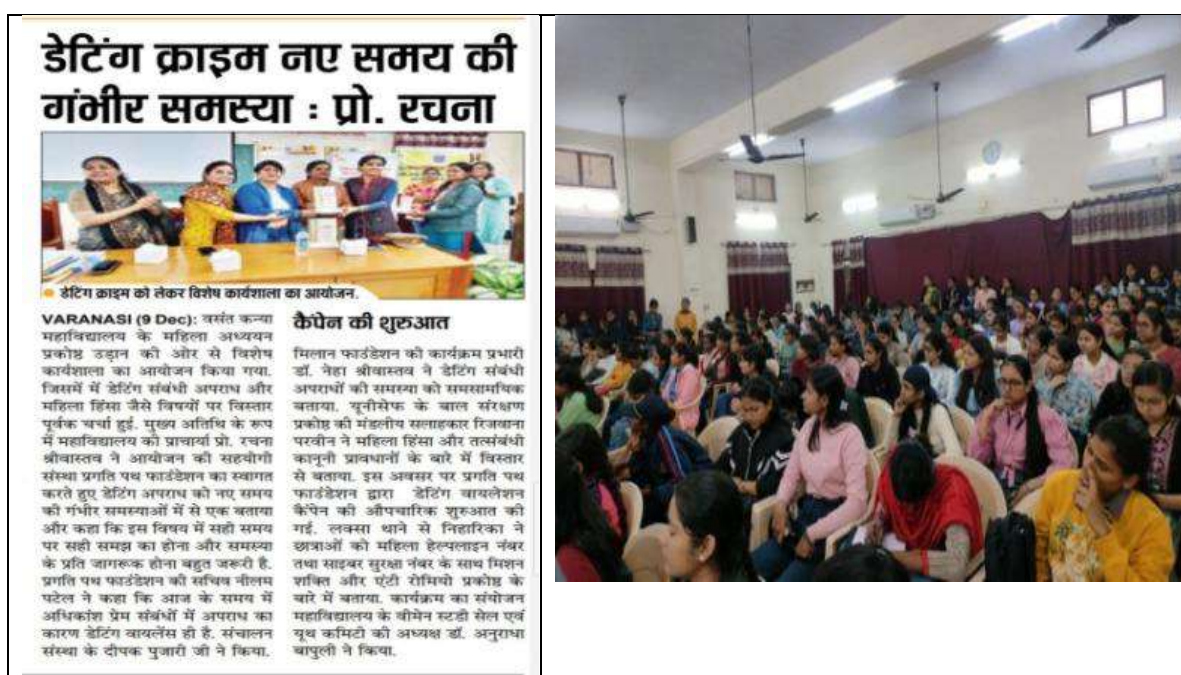 डेटिंग क्राइम नए समय की
गंभीर समस्या : प्रो. रचना
डेटिंग क्राइम को लेकर विशेष कार्यशाला का आयोजन.
VARANASI (9 Dec): वसंत कन्या
महाविद्यालय के महिला अध्ययन
प्रकोष्ठ उड़ान की ओर से विशेष
कार्यशाला का आयोजन किया गया.
जिसमें में डेटिंग संबंधी अपराध और
महिला हिंसा जैसे विषयों पर विस्तार
पूर्वक चर्चा हुई. मुख्य अतिथि के रूप
में महाविद्यालय की प्राचार्या प्रो. रचना
श्रीवास्तव ने आयोजन की सहयोगी
संस्था प्रगति पथ फाउंडेशन का स्वागत
करते हुए डेटिंग अपराध को नए समय
की गंभीर समस्याओं में से एक बताया
और कहा कि इस विषय में सही समय
पर सही समझ का होना और समस्या
के प्रति जागरूक होना बहुत जरूरी है.
प्रगति पथ फाउंडेशन की सचिव नीलम
पटेल ने कहा कि आज के समय में
अधिकांश प्रेम संबंधों में अपराध का
कारण डेटिंग वायलेंस ही है. संचालन
संस्था के दीपक पुजारी जी ने किया.
कैंपेन की शुरुआत
मिलान फाउंडेशन की कार्यक्रम प्रभारी
डॉ. नेहा श्रीवास्तव ने डेटिंग संबंधी
अपराधों की समस्या को समसामयिक
बताया. यूनीसेफ के बाल संरक्षण
प्रकोष्ठ की मंडलीय सलाहकार रिजवाना
परवीन ने महिला हिंसा और तत्संबंधी
कानूनी प्रावधानों के बारे में विस्तार
से बताया. इस अवसर पर प्रगति पथ
फाउंडेशन द्वारा डेटिंग वायलेशन
कैंपेन की औपचारिक शुरुआत की
गई. लक्सा थाने से निहारिका ने
छात्राओं को महिला हेल्पलाइन नंबर
तथा साइबर सुरक्षा नंबर के साथ मिशन
शक्ति और एंटी रोमियो प्रकोष्ठ के
बारे में बताया. कार्यक्रम का संयोजन
महाविद्यालय के वीमेन स्टडी सेल एवं
यूथ कमिटी की अध्यक्ष डॉ. अनुराधा
बापुली ने किया.